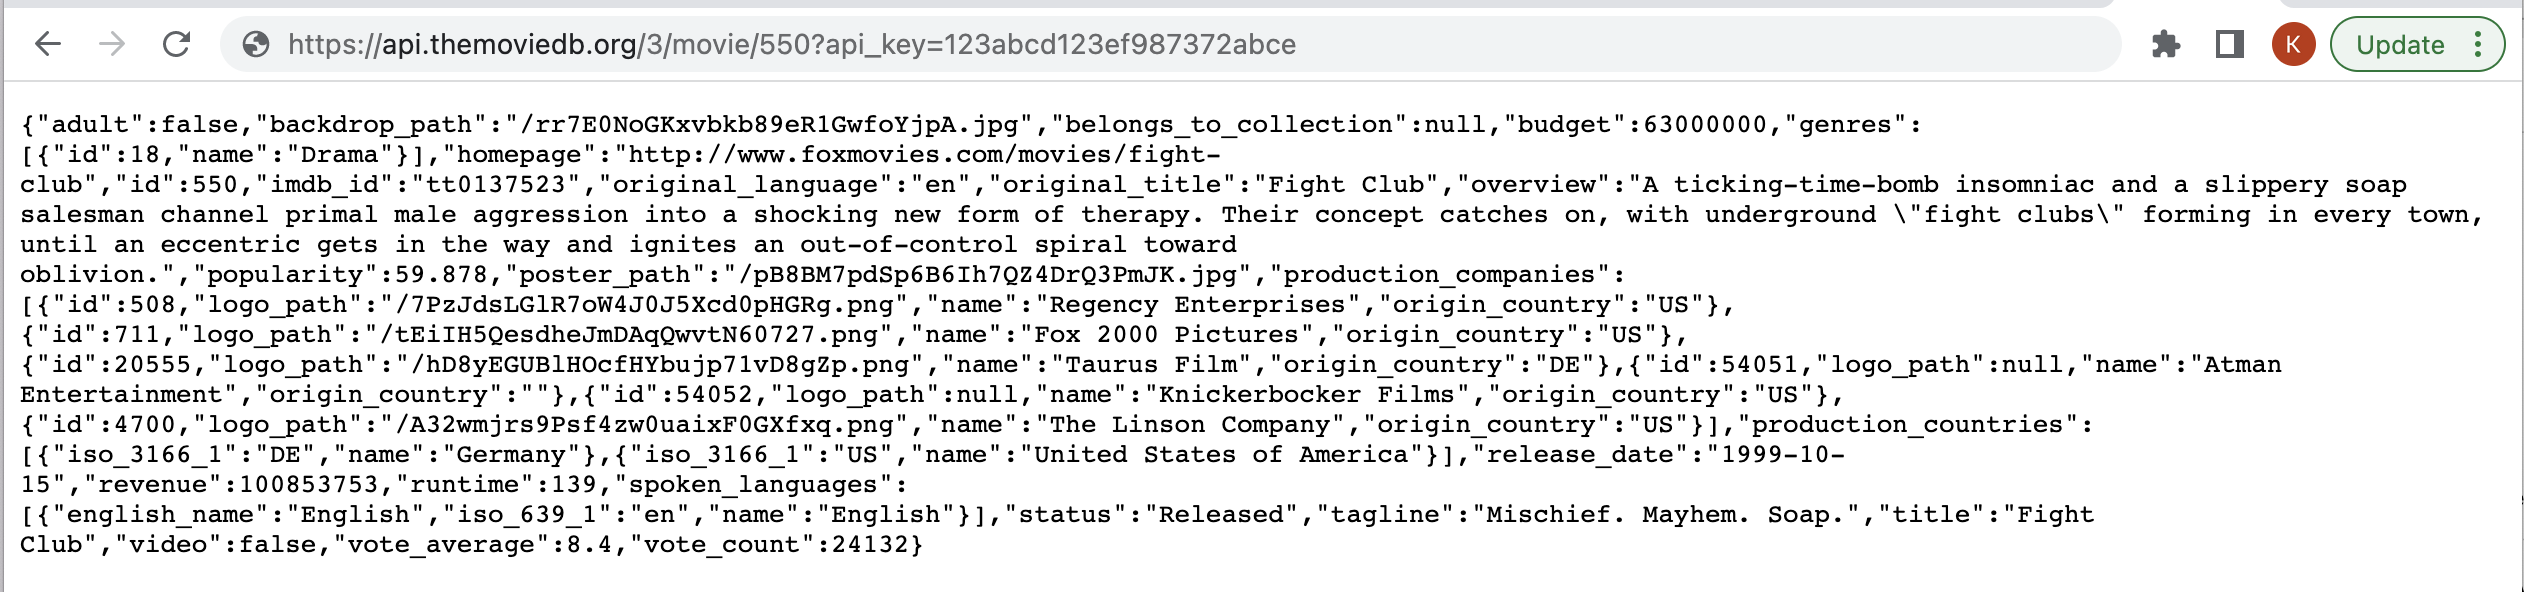 https://api.themoviedb.org/3/movie/550?api_key=123abcd123ef987372abce
K
Update
{"adult":false,"backdrop_path":"/rr7E0NoGKxvbkb89eR1GwfoYjpA.jpg","belongs_to_collection":null,"budget":63000000,"genres":
[{"id":18,"name":"Drama"}],"homepage":"http://www.foxmovies.com/movies/fight-
club","id":550,"imdb_id":"tt0137523","original_language":"en","original_title":"Fight Club","overview":"A ticking-time-bomb insomniac and a slippery soap
salesman channel primal male aggression into a shocking new form of therapy. Their concept catches on, with underground \"fight clubs\" forming in every town,
until an eccentric gets in the way and ignites an out-of-control spiral toward
oblivion.","popularity":59.878,"poster_path":"/pB8BM7pdSp6B6Ih7QZ4DrQ3PmJK.jpg","production_companies":
[{"id":508,"logo_path":"/7PzJdsLGlR7oW4J0J5Xcd0pHGRg.png","name":"Regency Enterprises","origin_country":"US"},
{"id":711,"logo_path":"/tEiIH5QesdheJmDAqQwvtN60727.png","name":"Fox 2000 Pictures","origin_country":"US"},
{"id":20555,"logo_path":"/hD8yEGUBlHOcfHYbujp71vD8gZp.png","name":"Taurus Film","origin_country":"DE"},{"id":54051,"logo_path":null,"name":"Atman
Entertainment","origin_country":""},{"id":54052,"logo_path":null,"name":"Knickerbocker Films","origin_country":"US"},
{"id":4700,"logo_path":"/A32wmjrs9Psf4zw0uaixF0GXfxq.png","name":"The Linson Company","origin_country":"US"}],"production_countries":
[{"iso_3166_1":"DE","name":"Germany"},{"iso_3166_1":"US","name":"United States of America"}],"release_date":"1999-10-
15","revenue":100853753,"runtime":139,"spoken_languages":
[{"english_name":"English","iso_639_1":"en","name":"English"}],"status":"Released","tagline":"Mischief. Mayhem. Soap.","title":"Fight
Club","video":false,"vote_average":8.4,"vote_count":24132}